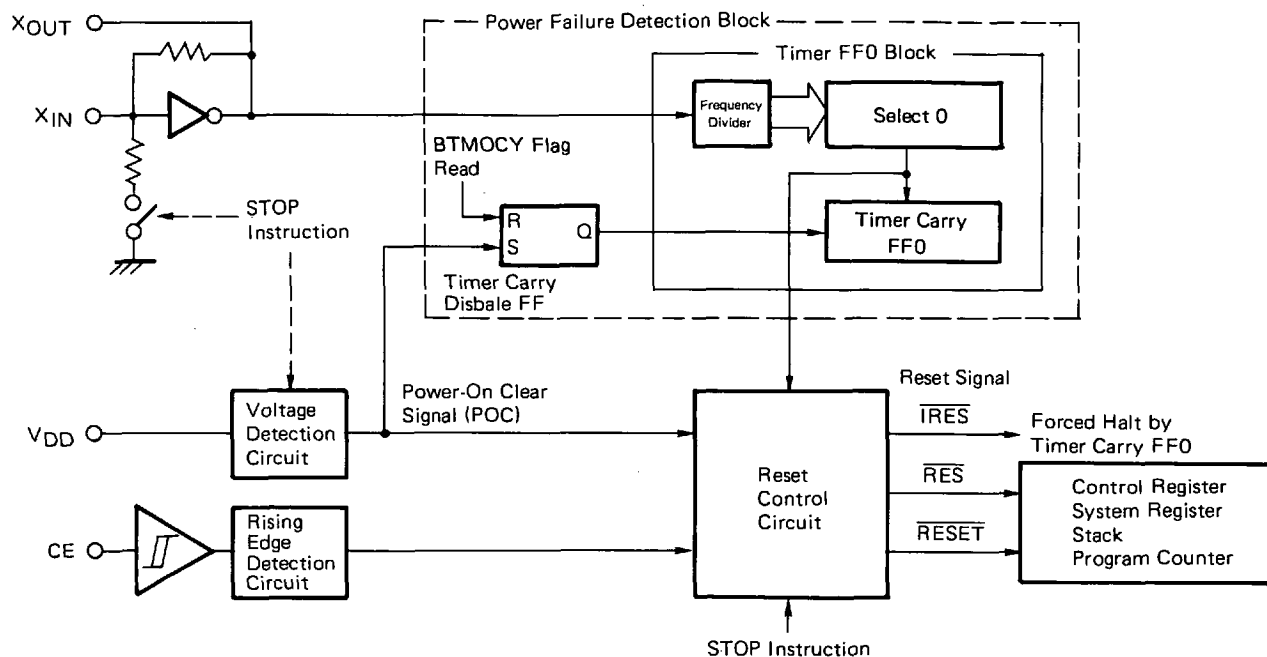 XOUT
Power Failure Detection Block
Timer FF0 Block
XIN
Frequency
Divider
Select 0
BTMOCY Flag
Read
STOP
Instruction
R
S
Q
Timer Carry
FF0
Timer Carry
Disbale FF
Reset Signal
Power-On Clear
Signal (POC)
VDD
Voltage
Detection
Circuit
IRES
Forced Halt by
Timer Carry FF0
Reset
Control
Circuit
RES
RESET
Control Register
System Register
Stack
Program Counter
CE
Rising
Edge
Detection
Circuit
STOP Instruction